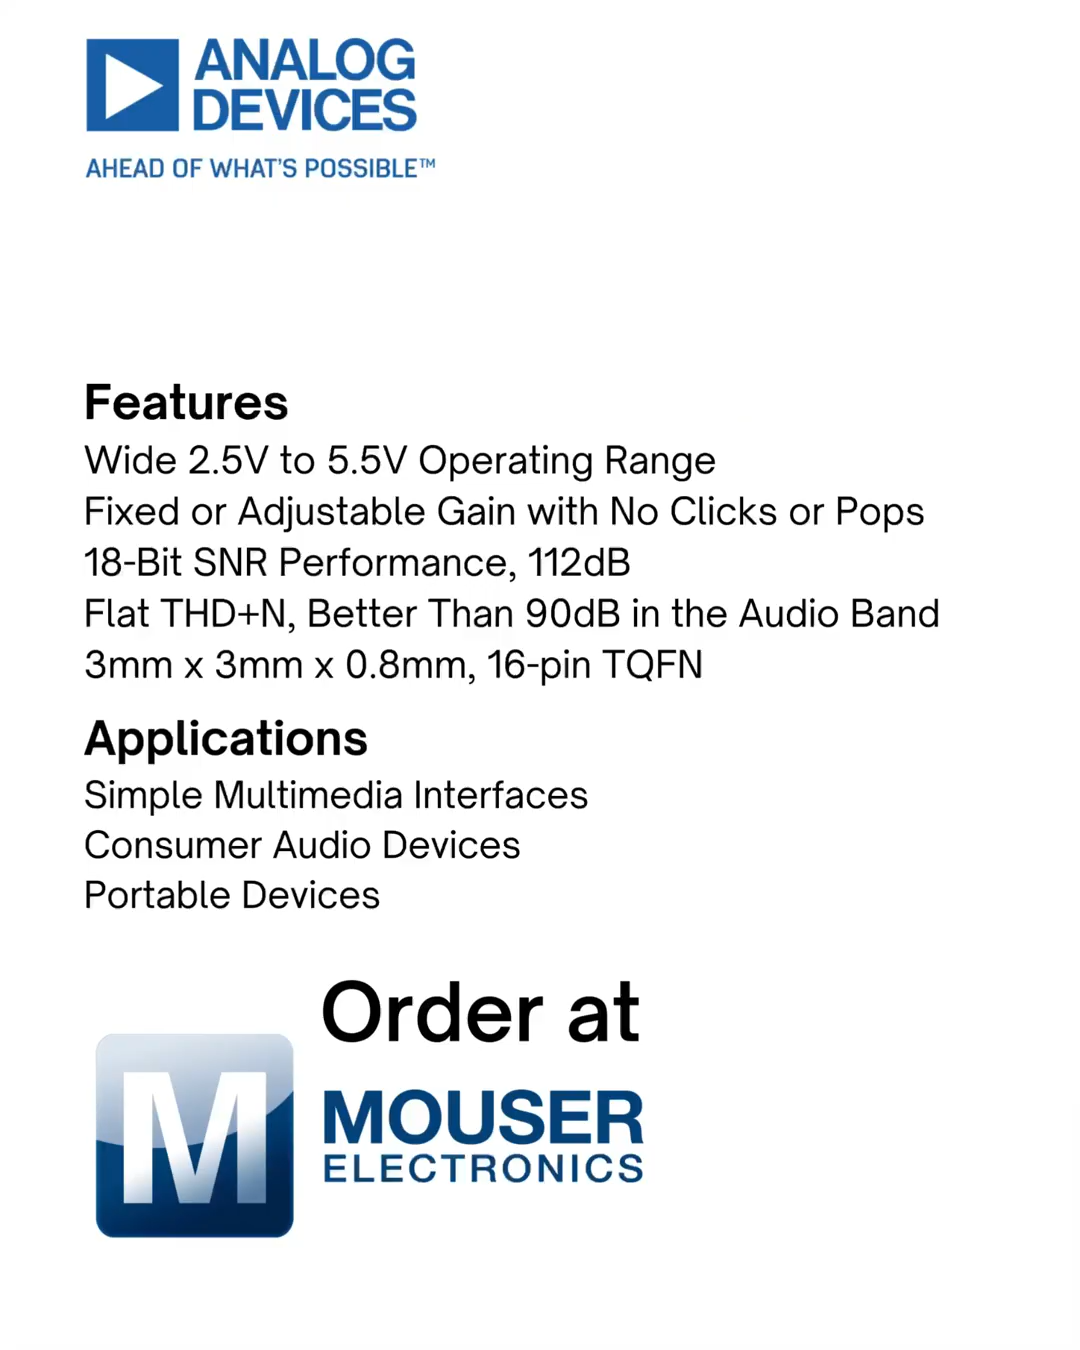 ANALOG
DEVICES
AHEAD OF WHAT'S POSSIBLE™
Features
Wide 2.5V to 5.5V Operating Range
Fixed or Adjustable Gain with No Clicks or Pops
18-Bit SNR Performance, 112dB
Flat THD+N, Better Than 90dB in the Audio Band
3mm x 3mm x 0.8mm, 16-pin TQFN
Applications
Simple Multimedia Interfaces
Consumer Audio Devices
Portable Devices
Order at
M
MOUSER
ELECTRONICS